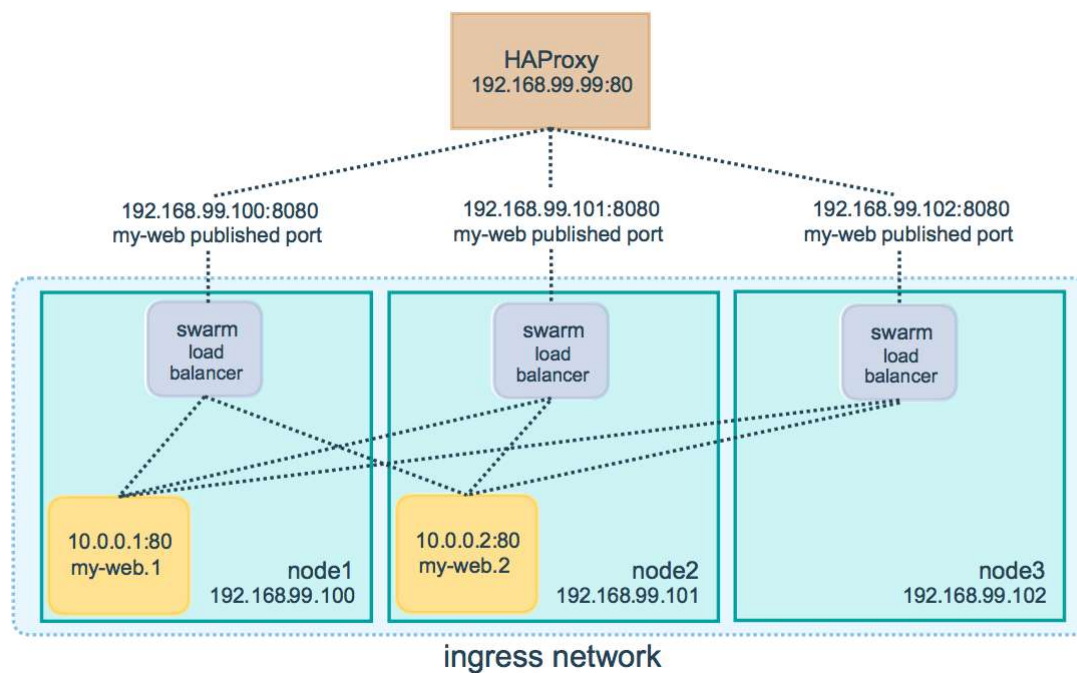 HAProxy
192.168.99.99:80
192.168.99.100:8080
my-web published port
192.168.99.101:8080
my-web published port
192.168.99.102:8080
my-web published port
swarm
load
balancer
swarm
load
balancer
swarm
load
balancer
10.0.0.1:80
my-web.1
node1
192.168.99.100
10.0.0.2:80
my-web.2
node2
192.168.99.101
node3
192.168.99.102
ingress network